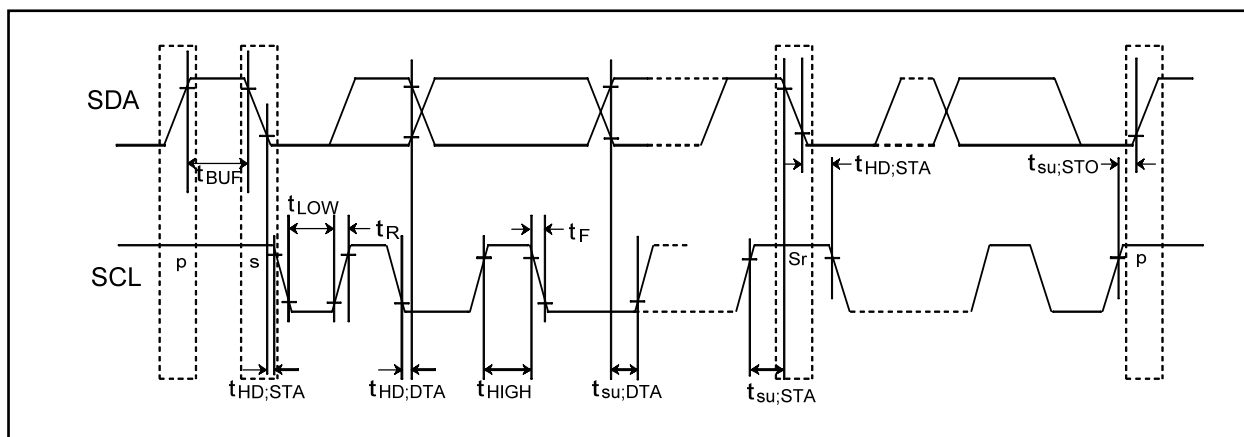 SDA
tBUF
tHD;STA
tsu;STO
tLOW
tR
tF
SCL
p
s
Sr
p
tHD;STA
tHD;DTA
tHIGH
tsu;DTA
tsu;STA